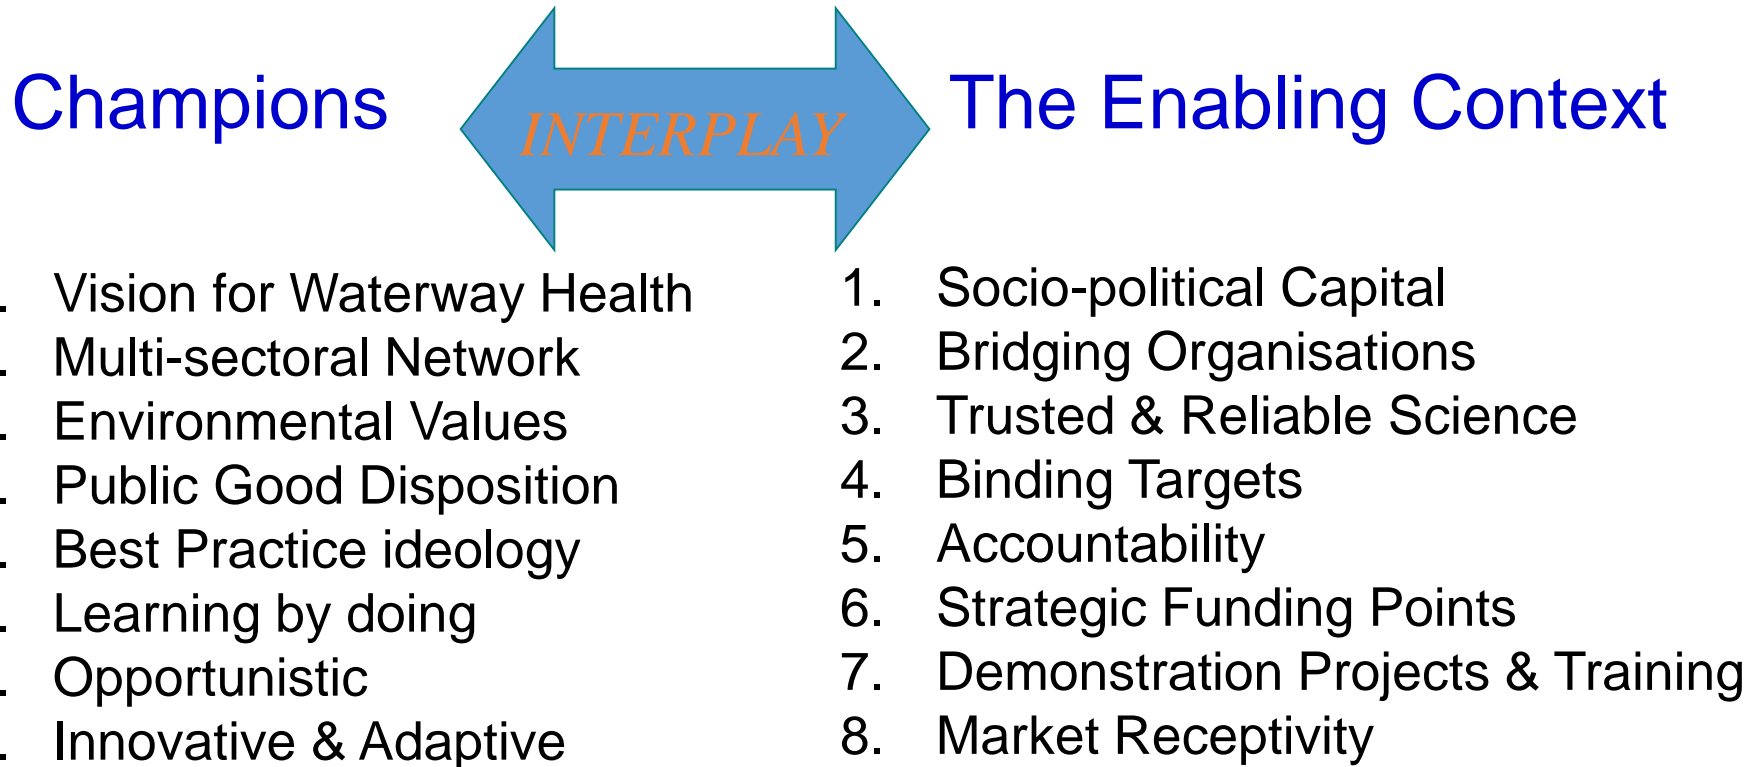 Champions
INTERPLAY
The Enabling Context
. Vision for Waterway Health
. Multi-sectoral Network
. Environmental Values
. Public Good Disposition
. Best Practice ideology
. Learning by doing
. Opportunistic
. Innovative & Adaptive
1. Socio-political Capital
2. Bridging Organisations
3. Trusted & Reliable Science
4. Binding Targets
5. Accountability
6. Strategic Funding Points
7. Demonstration Projects & Training
8. Market Receptivity